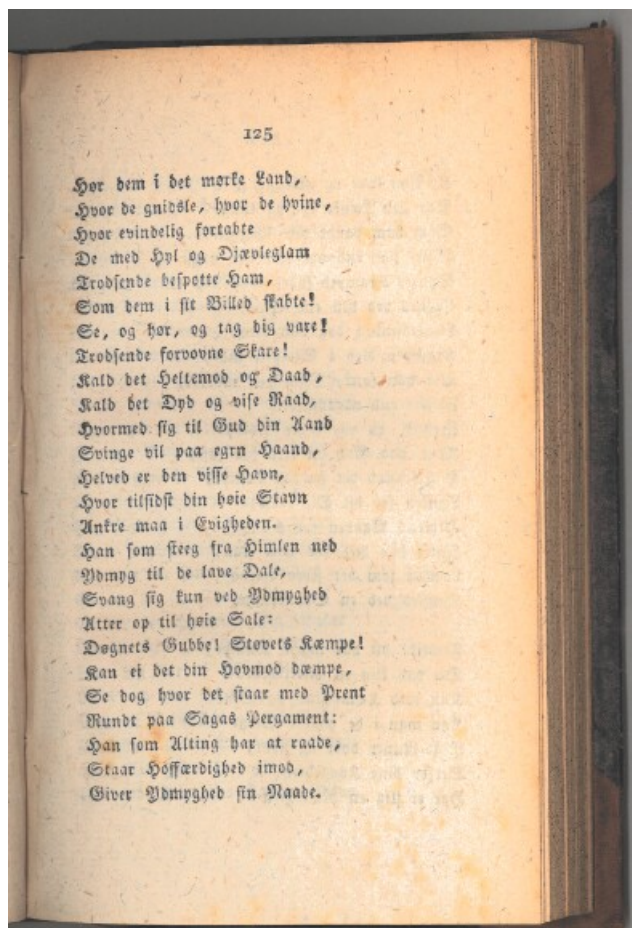 125
Hør dem i det mørke Land,
Hvor de gnidsle, hvor de hvine,
Hvor evindelig fortabte
De med Hyl og Djævleglam
Trodsende bespotte Ham,
Som dem i sit Billed skabte!
Se, og hør, og tag dig vare!
Trodsende forvovne Skare!
Kald det Heltemod og Daad,
Kald det Dyd og vise Raad,
Hvormed sig til Gud din Aand
Svinge vil paa egen Haand,
Helved er den visse Havn,
Hvor tilsidst din høie Stavn
Ankre maa i Evigheden.
Han som steeg fra Himlen ned
Ydmyg til de lave Dale,
Svang sig kun ved Ydmyghed
Atter op til høie Sale:
Døgnets Gubbe! Støvets Kæmpe!
Kan ei det din Hovmod dæmpe,
Se dog hvor det staar med Prent
Rundt paa Sagas Pergament:
Han som Alting har at raade,
Staar Hoffærdighed imod,
Giver Ydmyghed sin Naade.